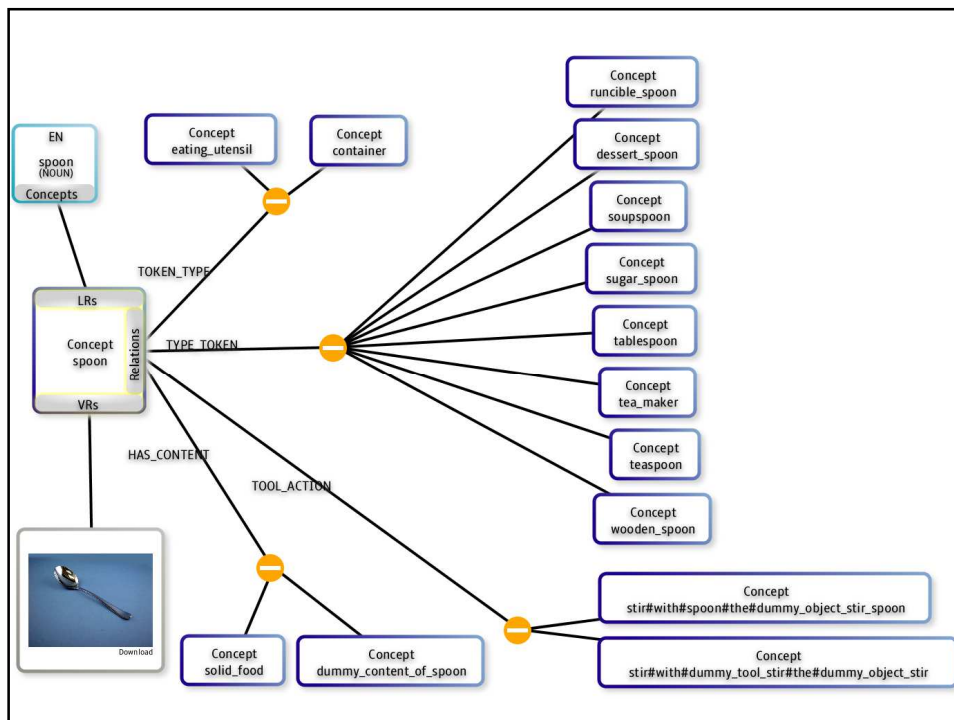 EN
spoon
(NOUN)
Concepts
LRs
Concept
spoon
Relations
VRs
Download
TOKEN_TYPE
Concept
eating_utensil
Concept
container
TYPE_TOKEN
Concept
runcible_spoon
Concept
dessert_spoon
Concept
soupspoon
Concept
sugar_spoon
Concept
tablespoon
Concept
tea_maker
Concept
teaspoon
Concept
wooden_spoon
HAS_CONTENT
Concept
solid_food
Concept
dummy_content_of_spoon
TOOL_ACTION
Concept
stir#with#spoon#the#dummy_object_stir_spoon
Concept
stir#with#dummy_tool_stir#the#dummy_object_stir